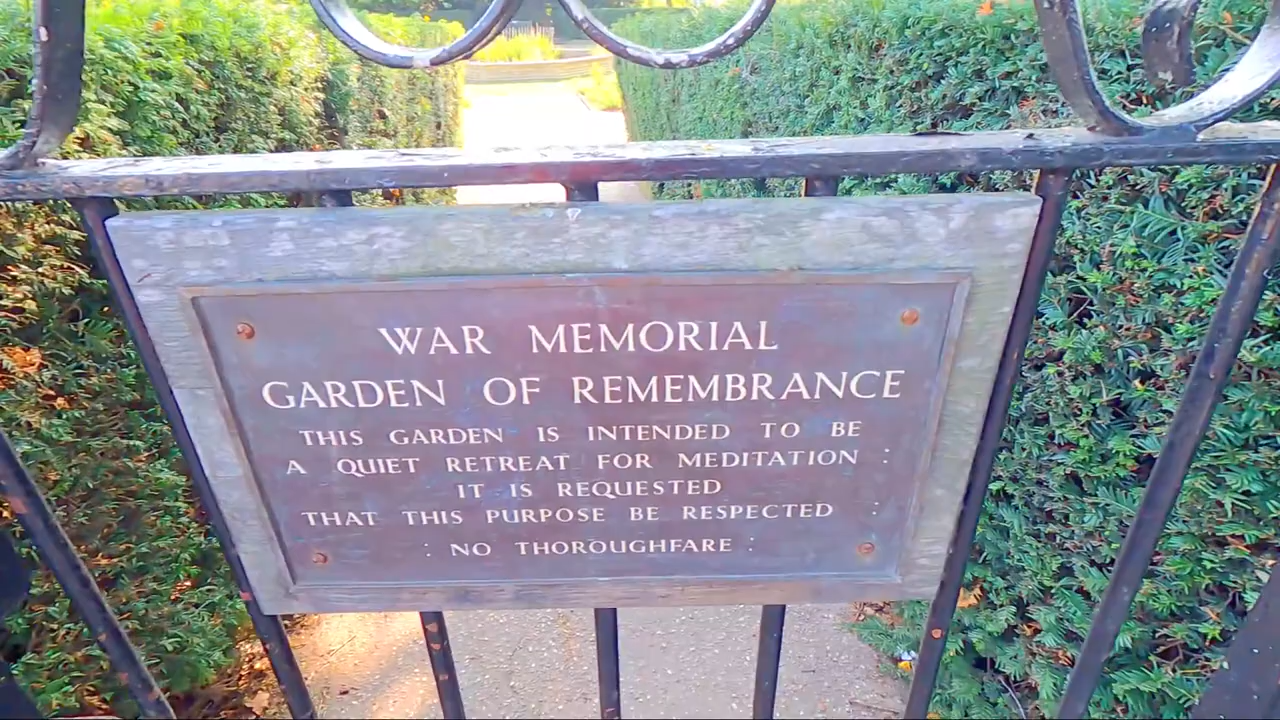 WAR MEMORIAL
GARDEN OF REMEMBRANCE
THIS GARDEN IS INTENDED TO BE
A QUIET RETREAT FOR MEDITATION :
IT IS REQUESTED
THAT THIS PURPOSE BE RESPECTED :
: NO THOROUGHFARE :